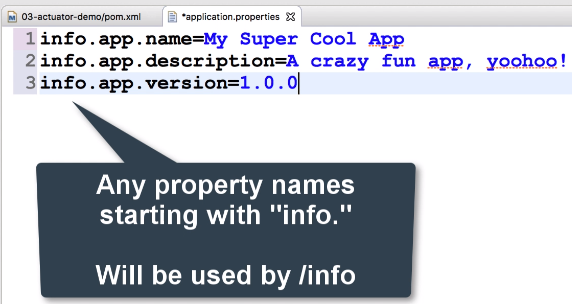 03-actuator-demo/pom.xml
*application.properties
1 info.app.name=My Super Cool App
2 info.app.description=A crazy fun app, yoohoo!
3 info.app.version=1.0.0
Any property names
starting with "info."
Will be used by /info